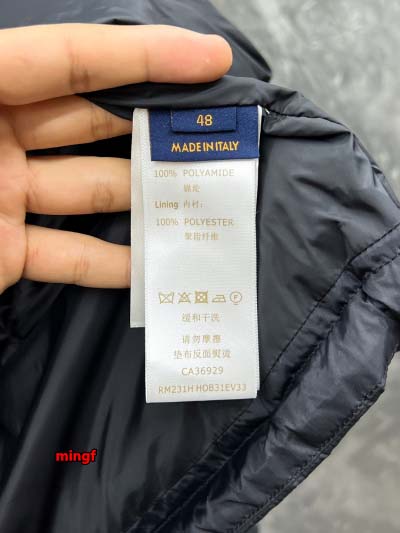 48
MADE IN ITALY
100% POLYAMIDE
锦纶
Lining 内衬:
100% POLYESTER
聚酯纤维
缓和干洗
请勿摩擦
垫布反面熨烫
CA36929
RM231H HOB31EV33
mingf